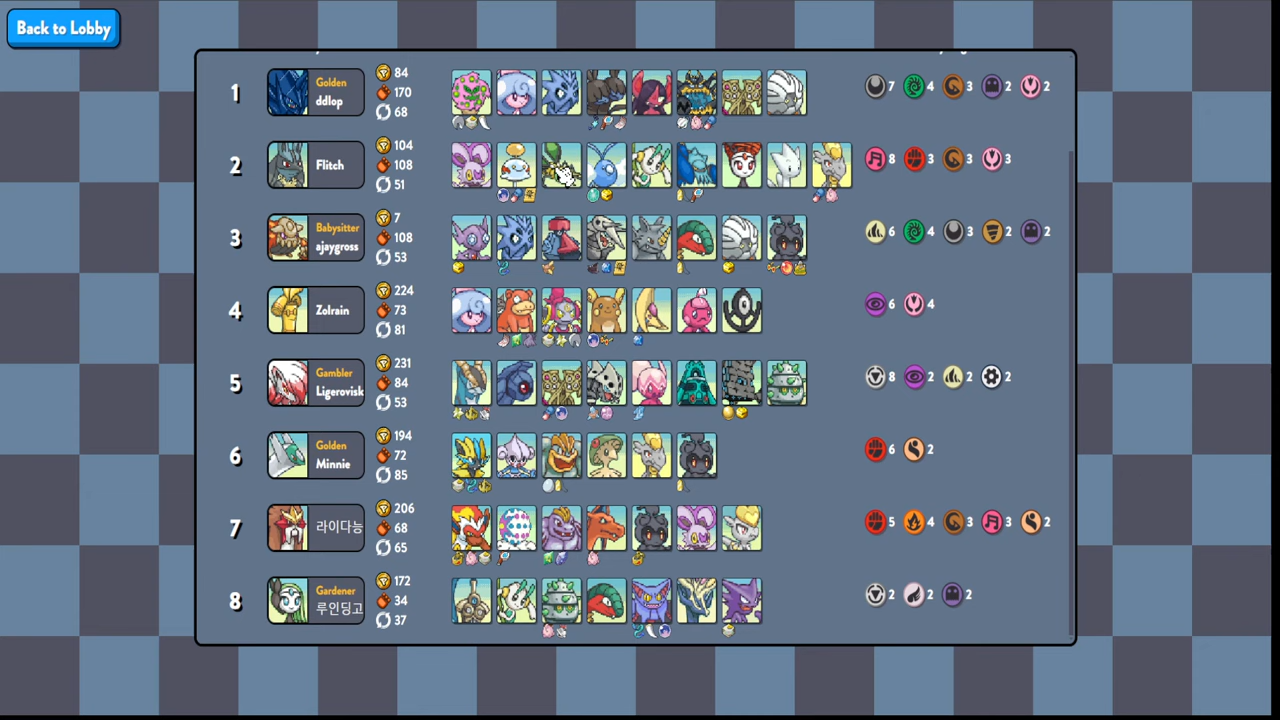 Back to Lobby
1
Golden
ddlop
84
170
68
7 4 3 2 2
2
Flitch
104
108
51
8 3 3 3
3
Babysitter
ajaygross
7
108
53
6 4 3 2 2
4
Zolrain
224
73
81
6 4
5
Gambler
Ligerovisk
231
84
53
8 2 2 2
6
Golden
Minnie
194
72
85
6 2
7
라이다능
206
68
65
5 4 3 3 2
8
Gardener
루인딩고
172
34
37
2 2 2